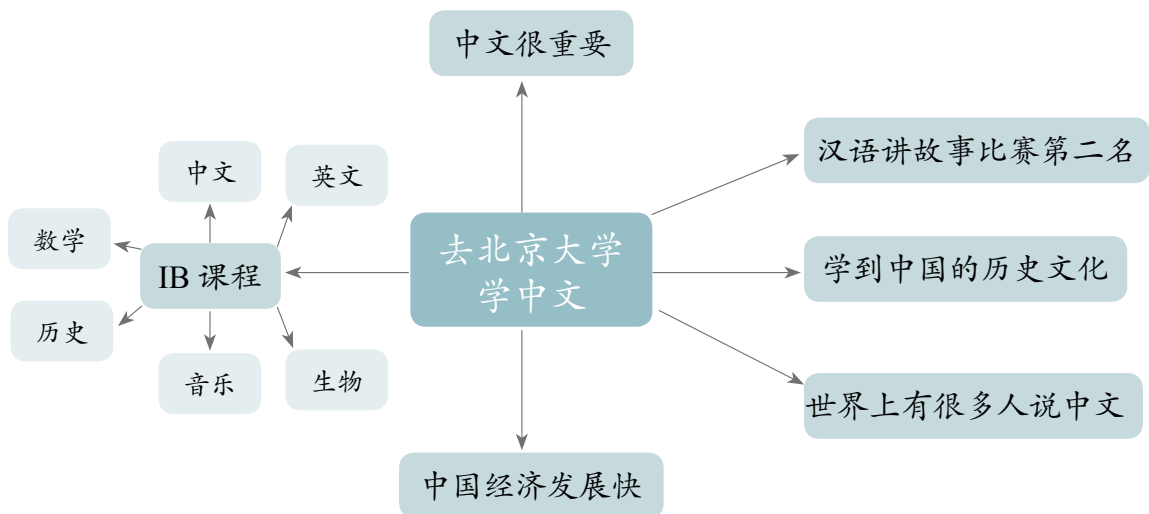 中文很重要
汉语讲故事比赛第二名
中文
英文
数学
去北京大学
学中文
IB 课程
学到中国的历史文化
历史
音乐
生物
世界上有很多人说中文
中国经济发展快